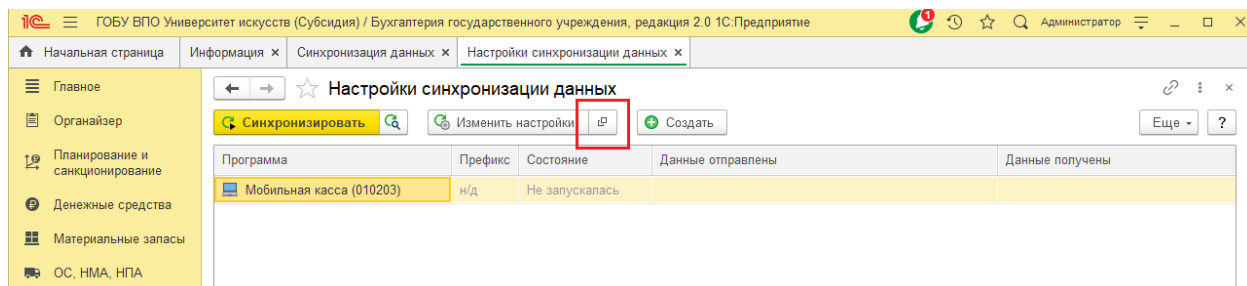 1С ГОБУ ВПО Университет искусств (Субсидия) / Бухгалтерия государственного учреждения, редакция 2.0 1С:Предприятие Администратор
Начальная страница Информация × Синхронизация данных × Настройки синхронизации данных ×
Главное
Органайзер
Планирование и
санкционирование
Денежные средства
Материальные запасы
ОС, НМА, НПА
Настройки синхронизации данных
Синхронизировать Изменить настройки Создать Еще ?
Программа Префикс Состояние Данные отправлены Данные получены
Мобильная касса (010203) н/д Не запускалась